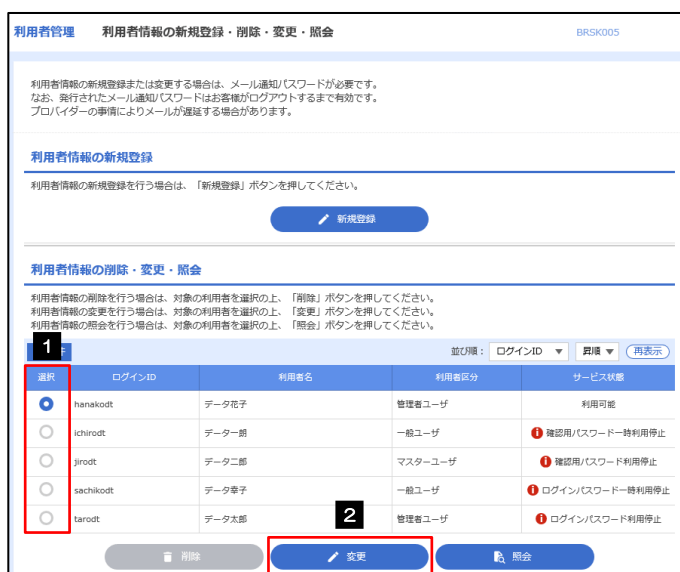 利用者管理 利用者情報の新規登録・削除・変更・照会 BRSK005
利用者情報の新規登録または変更する場合は、メール通知パスワードが必要です。
なお、発行されたメール通知パスワードはお客様がログアウトするまで有効です。
プロバイダーの事情によりメールが遅延する場合があります。
利用者情報の新規登録
利用者情報の新規登録を行う場合は、「新規登録」ボタンを押してください。
新規登録
利用者情報の削除・変更・照会
利用者情報の削除を行う場合は、対象の利用者を選択の上、「削除」ボタンを押してください。
利用者情報の変更を行う場合は、対象の利用者を選択の上、「変更」ボタンを押してください。
利用者情報の照会を行う場合は、対象の利用者を選択の上、「照会」ボタンを押してください。
1 件 並び順： ログインID ▼ 昇順 ▼ 再表示
選択 ログインID 利用者名 利用者区分 サービス状態
hanakodt データ花子 管理者ユーザ 利用可能
ichirodt データ一朗 一般ユーザ 確認用パスワード一時利用停止
jirodt データ二郎 マスターユーザ 確認用パスワード利用停止
sachikodt データ幸子 一般ユーザ ログインパスワード一時利用停止
tarodt データ太郎 管理者ユーザ ログインパスワード利用停止
2
削除 変更 照会